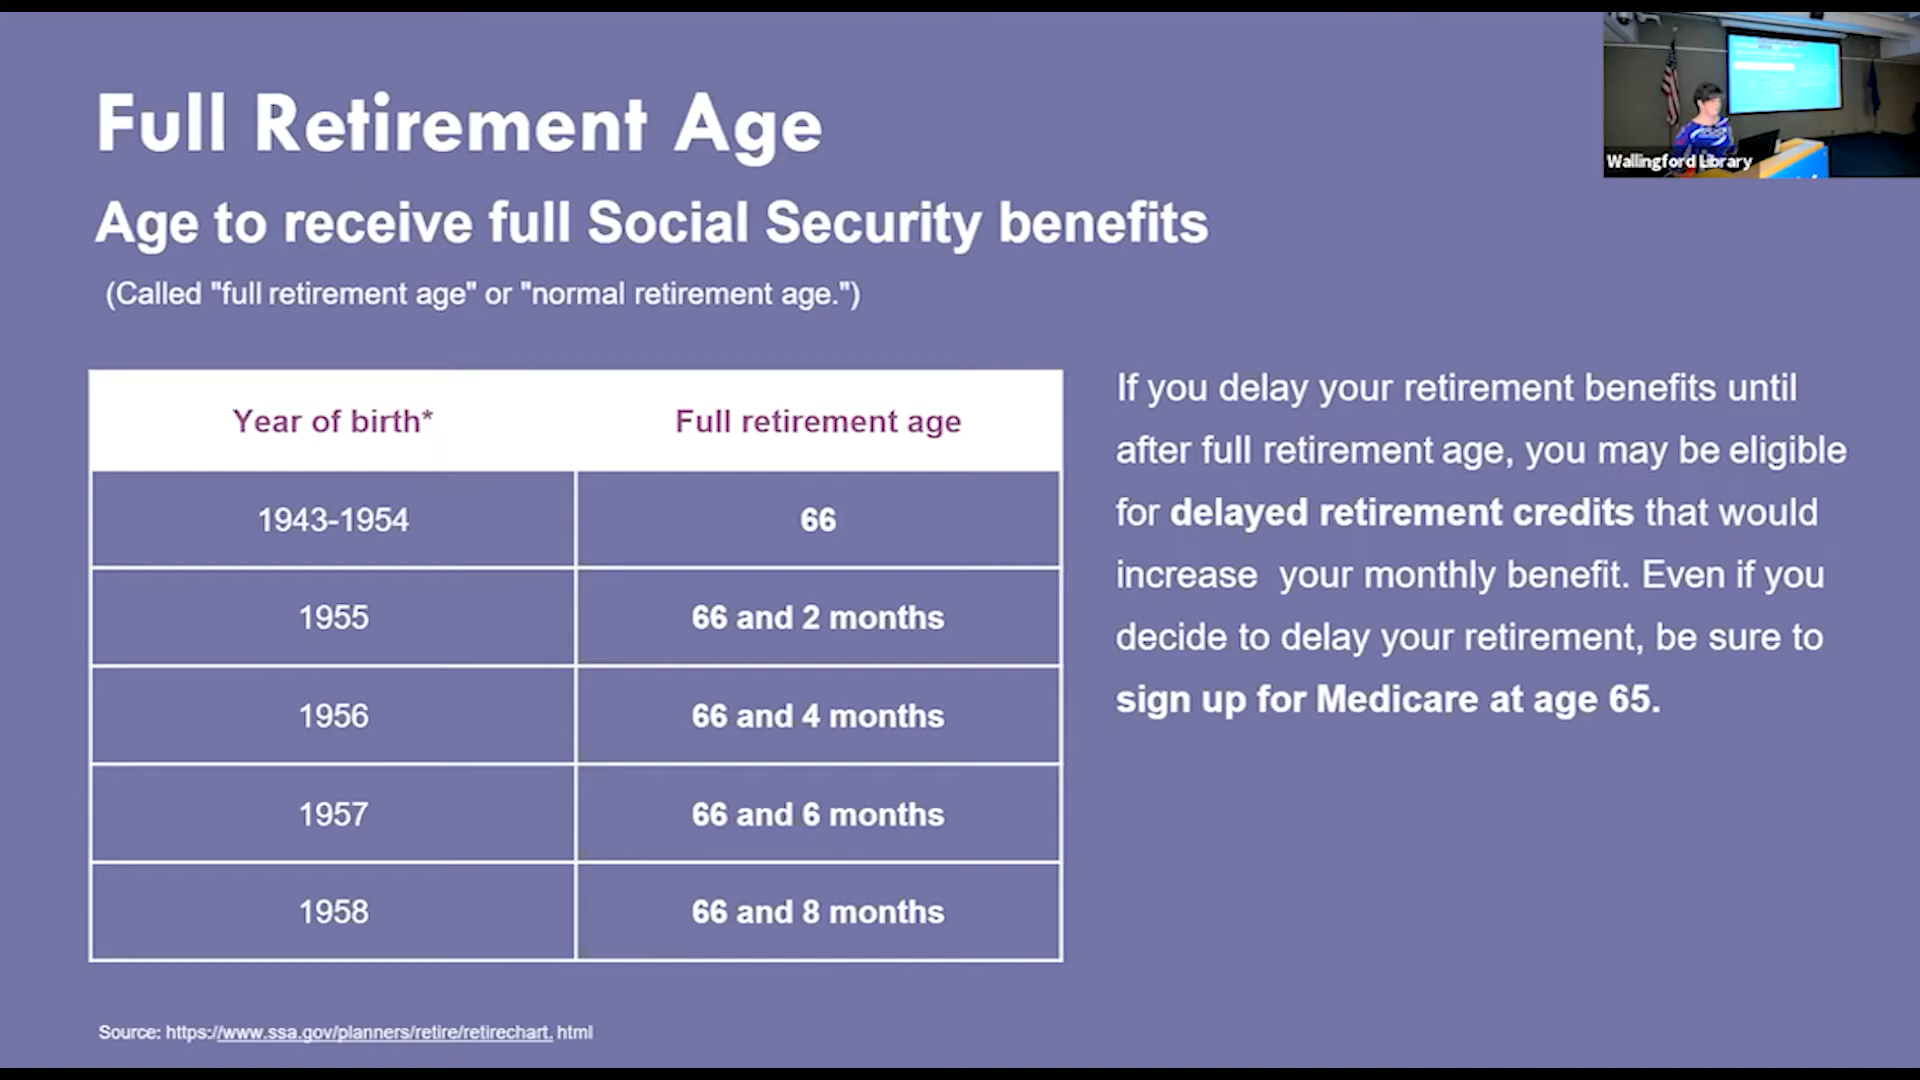 Full Retirement Age
Age to receive full Social Security benefits
(Called "full retirement age" or "normal retirement age.")
Year of birth* Full retirement age
1943-1954 66
1955 66 and 2 months
1956 66 and 4 months
1957 66 and 6 months
1958 66 and 8 months
If you delay your retirement benefits until
after full retirement age, you may be eligible
for delayed retirement credits that would
increase your monthly benefit. Even if you
decide to delay your retirement, be sure to
sign up for Medicare at age 65.
Source: https://www.ssa.gov/planners/retire/retirechart. html
Wallingford Library